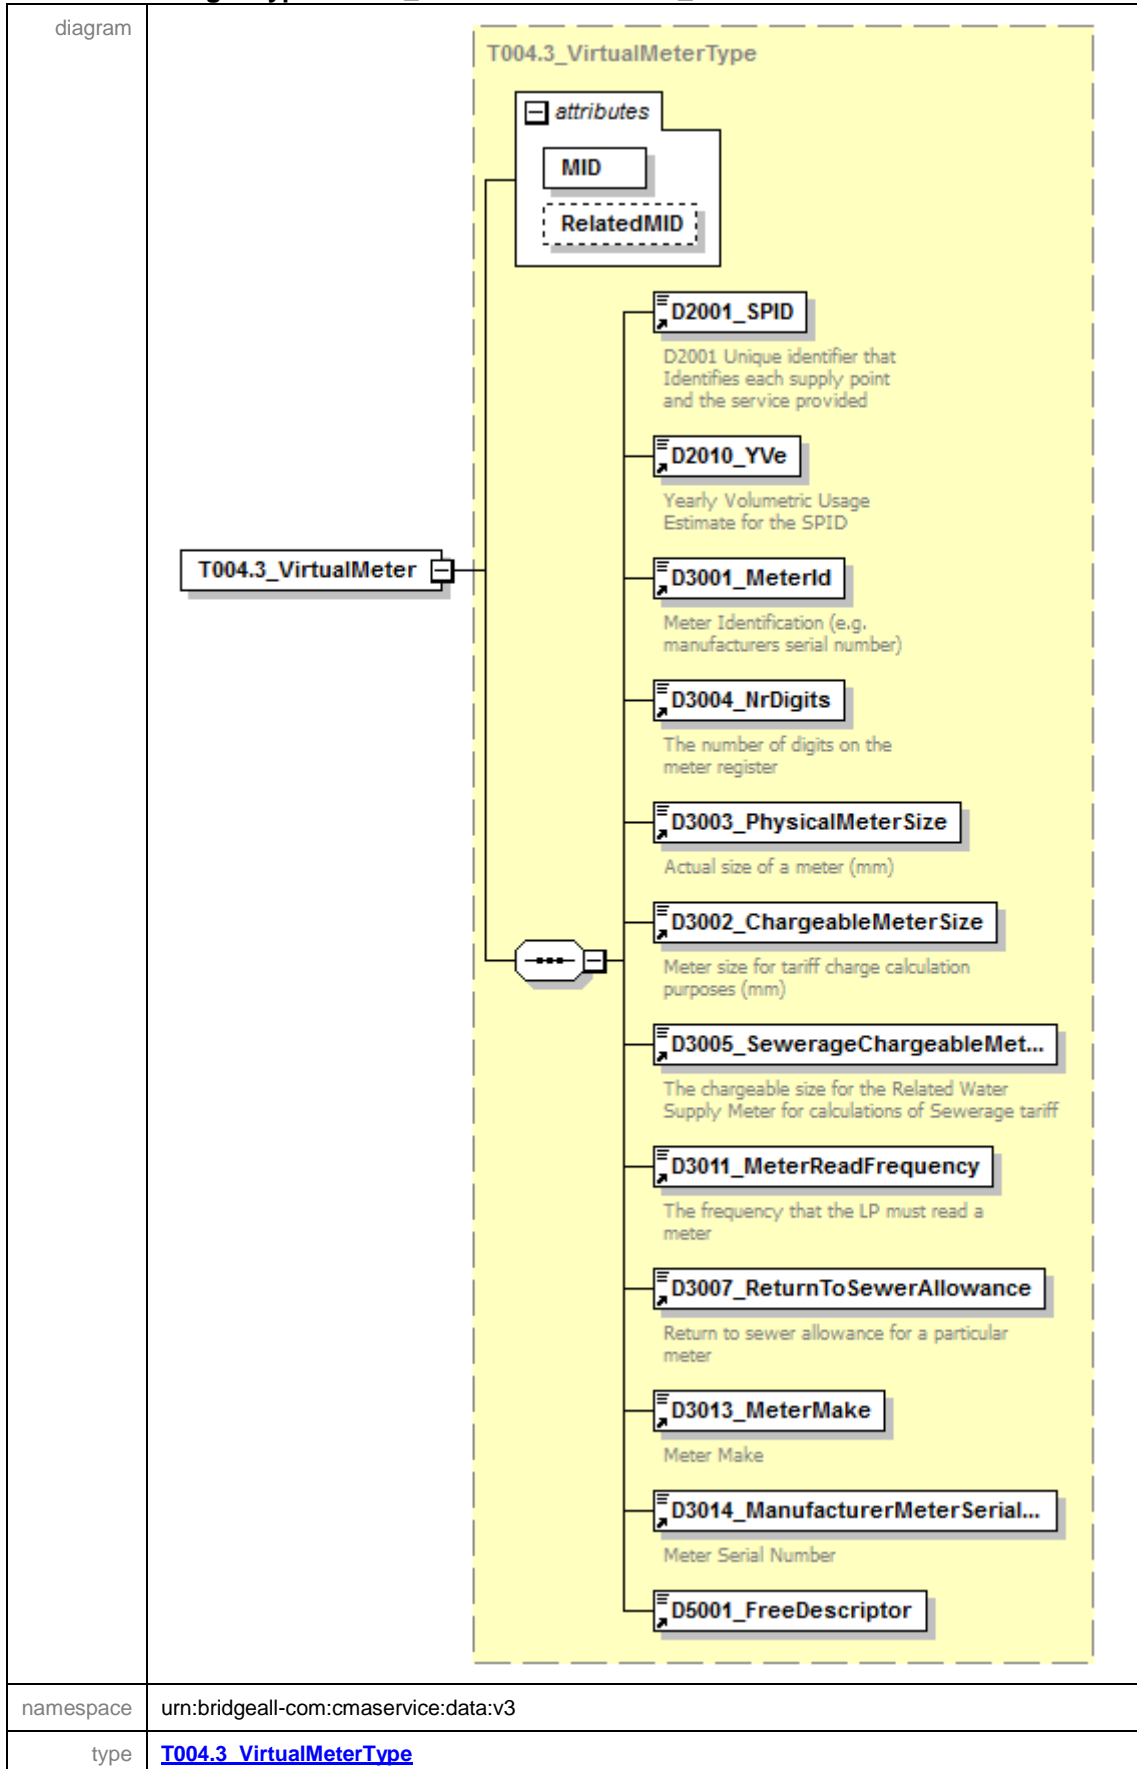 diagram
T004.3_VirtualMeterType
attributes
MID
RelatedMID
D2001_SPID
D2001 Unique identifier that
Identifies each supply point
and the service provided
D2010_YVe
Yearly Volumetric Usage
Estimate for the SPID
T004.3_VirtualMeter
D3001_MeterId
Meter Identification (e.g.
manufacturers serial number)
D3004_NrDigits
The number of digits on the
meter register
D3003_PhysicalMeterSize
Actual size of a meter (mm)
D3002_ChargeableMeterSize
Meter size for tariff charge calculation
purposes (mm)
D3005_SewerageChargeableMet...
The chargeable size for the Related Water
Supply Meter for calculations of Sewerage tariff
D3011_MeterReadFrequency
The frequency that the LP must read a
meter
D3007_ReturnToSewerAllowance
Return to sewer allowance for a particular
meter
D3013_MeterMake
Meter Make
D3014_ManufacturerMeterSerial...
Meter Serial Number
D5001_FreeDescriptor
namespace urn:bridgeall-com:cmaservice:data:v3
type T004.3_VirtualMeterType